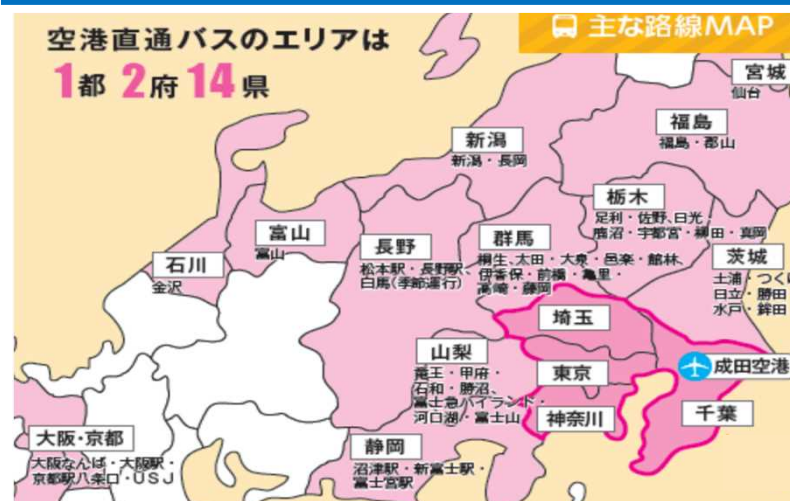 空港直通バスのエリアは
1都 2府 14県
主な路線MAP
宮城
仙台
福島
福島・郡山
新潟
新潟・長岡
栃木
足利・佐野、日光・
鹿沼・宇都宮・柳田・真岡
富山
富山
長野
松本駅・長野駅、
白馬(季節運行)
群馬
桐生、太田・大泉・邑楽・館林、
伊香保・前橋・亀里・
高崎・藤岡
茨城
土浦・つくば
日立・勝田
水戸・鉾田
石川
金沢
埼玉
山梨
竜王・甲府・
石和・勝沼、
富士急ハイランド・
河口湖・富士山
東京
成田空港
神奈川
千葉
大阪・京都
大阪なんば・大阪駅・
京都駅八条口・USJ
静岡
沼津駅・新富士駅・
富士宮駅